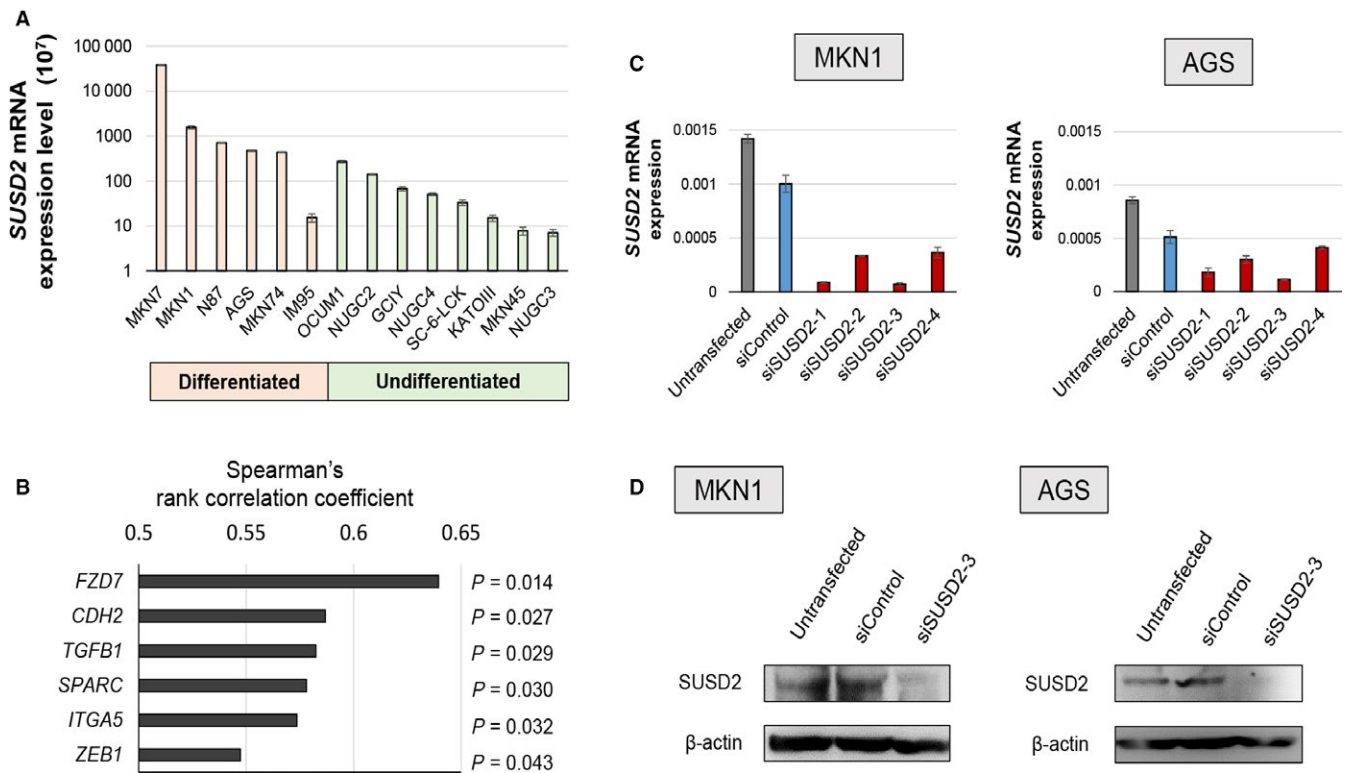 A
SUSD2 mRNA
expression level (10⁷)
100 000
10 000
1000
100
10
1
MKN7
MKN1
N87
AGS
MKN74
IM95
OCUM1
NUGC2
GCIY
NUGC4
SC-6-LCK
KATOIII
MKN45
NUGC3
Differentiated
Undifferentiated
B
Spearman's
rank correlation coefficient
0.5 0.55 0.6 0.65
FZD7 P = 0.014
CDH2 P = 0.027
TGFB1 P = 0.029
SPARC P = 0.030
ITGA5 P = 0.032
ZEB1 P = 0.043
C
MKN1
SUSD2 mRNA
expression
0.0015
0.001
0.0005
0
Untransfected
siControl
siSUSD2-1
siSUSD2-2
siSUSD2-3
siSUSD2-4
AGS
SUSD2 mRNA
expression
0.0015
0.001
0.0005
0
Untransfected
siControl
siSUSD2-1
siSUSD2-2
siSUSD2-3
siSUSD2-4
D
MKN1
Untransfected
siControl
siSUSD2-3
SUSD2
β-actin
AGS
Untransfected
siControl
siSUSD2-3
SUSD2
β-actin